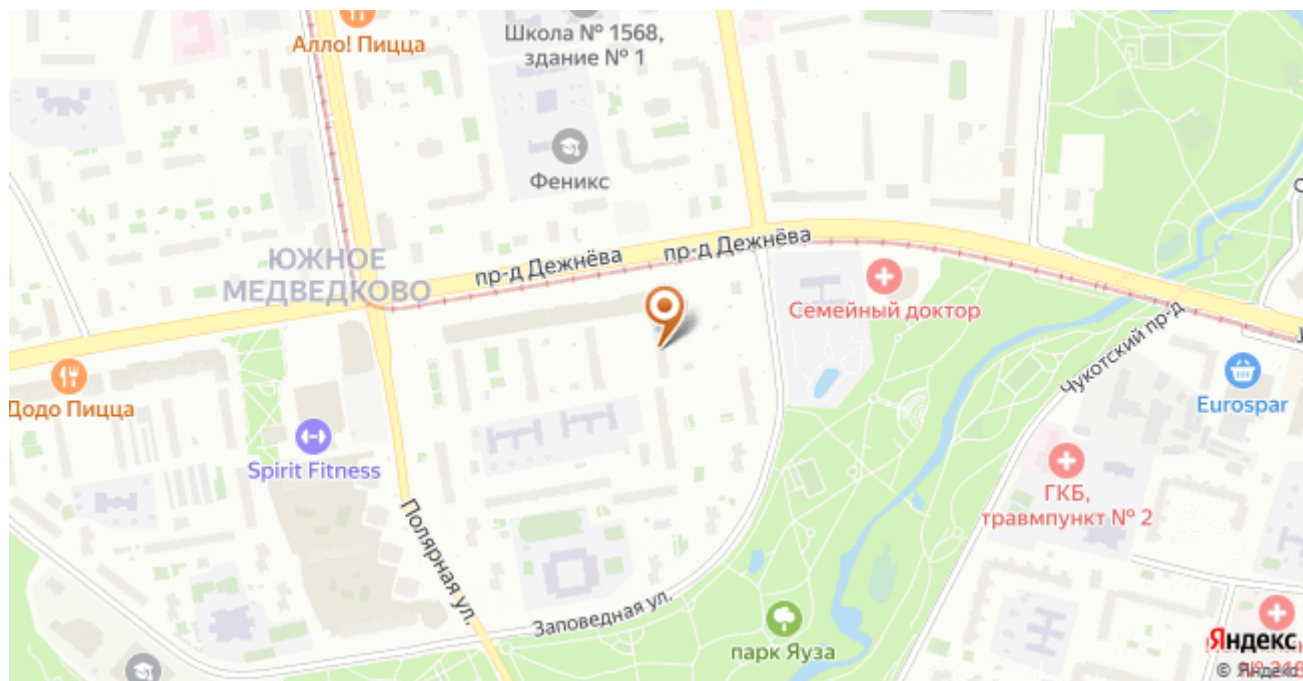 Алло! Пицца
Школа № 1568,
здание № 1
Феникс
ЮЖНОЕ
МЕДВЕДКОВО
пр-д Дежнёва
пр-д Дежнёва
Семейный доктор
Чукотский пр-д
Додо Пицца
Eurospar
Spirit Fitness
ГКБ,
травмпункт № 2
Полярная ул.
Заповедная ул.
парк Яуза
Яндекс
© Яндекс